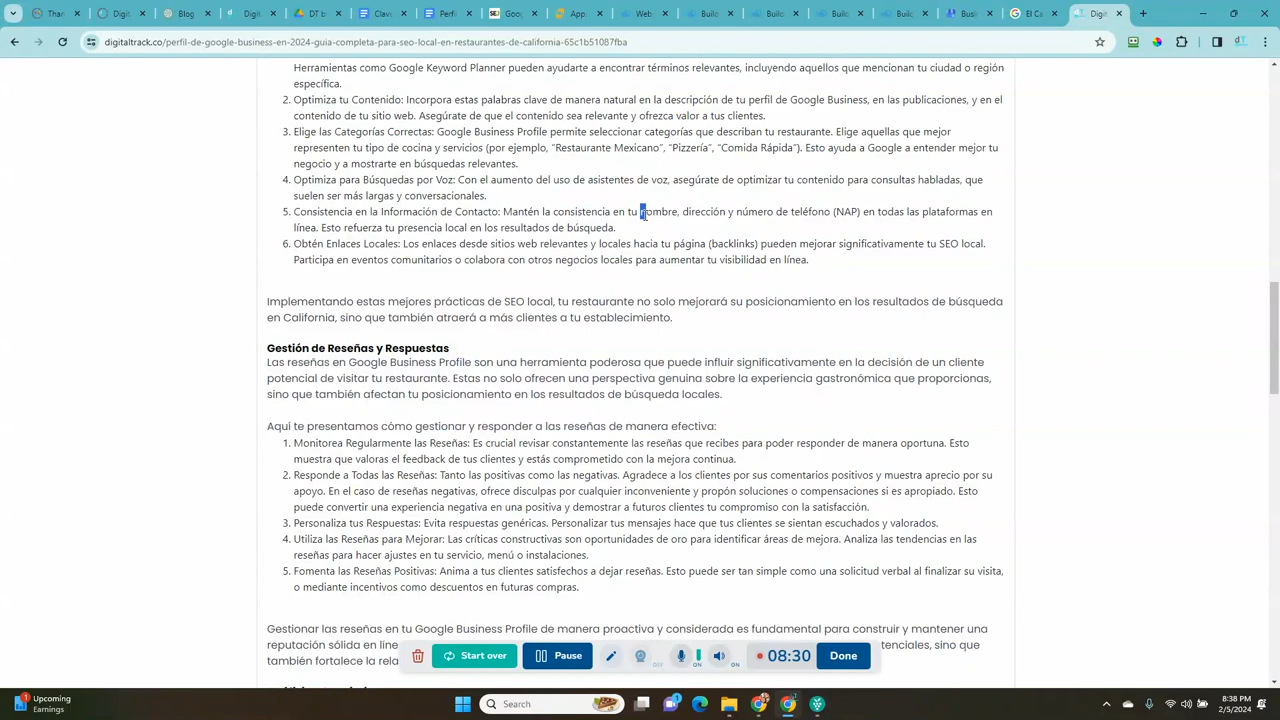 Than
Digit
Blog
Digit
DT b
Clav
Perfil
Goog
App
Web
Build
Build
Build
Build
Busi
El Ca
Digit
digitaltrack.co/perfil-de-google-business-en-2024-guia-completa-para-seo-local-en-restaurantes-de-california-65c1b51087fba
Herramientas como Google Keyword Planner pueden ayudarte a encontrar términos relevantes, incluyendo aquellos que mencionan tu ciudad o región
específica.
2. Optimiza tu Contenido: Incorpora estas palabras clave de manera natural en la descripción de tu perfil de Google Business, en las publicaciones, y en el
contenido de tu sitio web. Asegúrate de que el contenido sea relevante y ofrezca valor a tus clientes.
3. Elige las Categorías Correctas: Google Business Profile permite seleccionar categorías que describan tu restaurante. Elige aquellas que mejor
representen tu tipo de cocina y servicios (por ejemplo, “Restaurante Mexicano”, “Pizzería”, “Comida Rápida”). Esto ayuda a Google a entender mejor tu
negocio y a mostrarte en búsquedas relevantes.
4. Optimiza para Búsquedas por Voz: Con el aumento del uso de asistentes de voz, asegúrate de optimizar tu contenido para consultas habladas, que
suelen ser más largas y conversacionales.
5. Consistencia en la Información de Contacto: Mantén la consistencia en tu nombre, dirección y número de teléfono (NAP) en todas las plataformas en
línea. Esto refuerza tu presencia local en los resultados de búsqueda.
6. Obtén Enlaces Locales: Los enlaces desde sitios web relevantes y locales hacia tu página (backlinks) pueden mejorar significativamente tu SEO local.
Participa en eventos comunitarios o colabora con otros negocios locales para aumentar tu visibilidad en línea.
Implementando estas mejores prácticas de SEO local, tu restaurante no solo mejorará su posicionamiento en los resultados de búsqueda
en California, sino que también atraerá a más clientes a tu establecimiento.
Gestión de Reseñas y Respuestas
Las reseñas en Google Business Profile son una herramienta poderosa que puede influir significativamente en la decisión de un cliente
potencial de visitar tu restaurante. Estas no solo ofrecen una perspectiva genuina sobre la experiencia gastronómica que proporcionas,
sino que también afectan tu posicionamiento en los resultados de búsqueda locales.
Aquí te presentamos cómo gestionar y responder a las reseñas de manera efectiva:
1. Monitorea Regularmente las Reseñas: Es crucial revisar constantemente las reseñas que recibes para poder responder de manera oportuna. Esto
muestra que valoras el feedback de tus clientes y estás comprometido con la mejora continua.
2. Responde a Todas las Reseñas: Tanto las positivas como las negativas. Agradece a los clientes por sus comentarios positivos y muestra aprecio por su
apoyo. En el caso de reseñas negativas, ofrece disculpas por cualquier inconveniente y propón soluciones o compensaciones si es apropiado. Esto
puede convertir una experiencia negativa en una positiva y demostrar a futuros clientes tu compromiso con la satisfacción.
3. Personaliza tus Respuestas: Evita respuestas genéricas. Personalizar tus mensajes hace que tus clientes se sientan escuchados y valorados.
4. Utiliza las Reseñas para Mejorar: Las críticas constructivas son oportunidades de oro para identificar áreas de mejora. Analiza las tendencias en las
reseñas para hacer ajustes en tu servicio, menú o instalaciones.
5. Fomenta las Reseñas Positivas: Anima a tus clientes satisfechos a dejar reseñas. Esto puede ser tan simple como una solicitud verbal al finalizar su visita,
o mediante incentivos como descuentos en futuras compras.
Gestionar las reseñas en tu Google Business Profile de manera proactiva y considerada es fundamental para construir y mantener una
reputación sólida en líne
tenciales, sino que
también fortalece la rela
Start over
Pause
OFF
ON
ON
08:30
Done
Upcoming
Earnings
Search
8:38 PM
2/5/2024